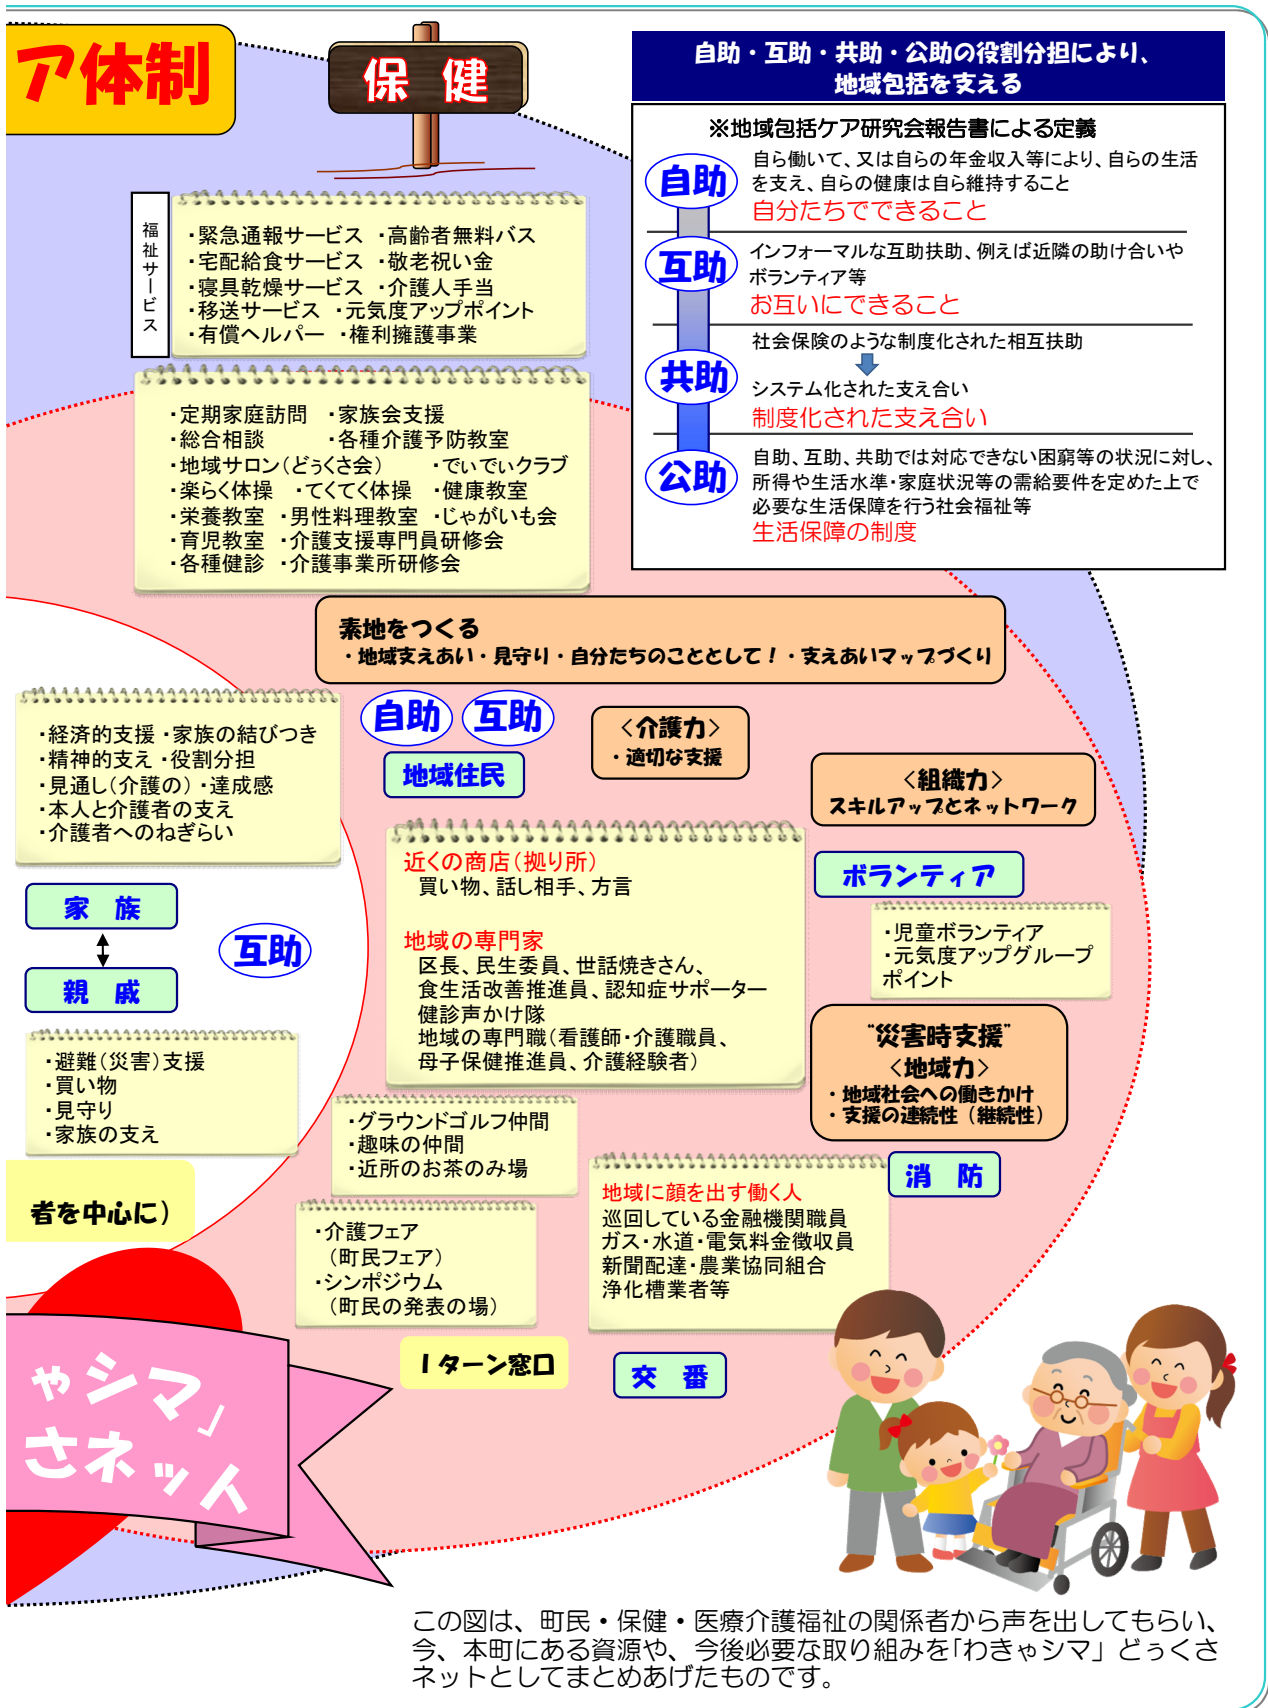 ア体制
保 健
自助・互助・共助・公助の役割分担により、
地域包括を支える
※地域包括ケア研究会報告書による定義
自助
自ら働いて、又は自らの年金収入等により、自らの生活
を支え、自らの健康は自ら維持すること
自分たちでできること
互助
インフォーマルな互助扶助、例えば近隣の助け合いや
ボランティア等
お互いにできること
共助
社会保険のような制度化された相互扶助
システム化された支え合い
制度化された支え合い
公助
自助、互助、共助では対応できない困窮等の状況に対し、
所得や生活水準・家庭状況等の需給要件を定めた上で
必要な生活保障を行う社会福祉等
生活保障の制度
福祉サービス
・緊急通報サービス ・高齢者無料バス
・宅配給食サービス ・敬老祝い金
・寝具乾燥サービス ・介護人手当
・移送サービス ・元気度アップポイント
・有償ヘルパー ・権利擁護事業
・定期家庭訪問 ・家族会支援
・総合相談 ・各種介護予防教室
・地域サロン(どぅくさ会) ・でぃでぃクラブ
・楽らく体操 ・てくてく体操 ・健康教室
・栄養教室 ・男性料理教室 ・じゃがいも会
・育児教室 ・介護支援専門員研修会
・各種健診 ・介護事業所研修会
素地をつくる
・地域支えあい・見守り・自分たちのこととして!・支えあいマップづくり
・経済的支援 ・家族の結びつき
・精神的支え ・役割分担
・見通し(介護の) ・達成感
・本人と介護者の支え
・介護者へのねぎらい
自助 互助
地域住民
<介護力>
・適切な支援
<組織力>
スキルアップとネットワーク
近くの商店(拠り所)
買い物、話し相手、方言
地域の専門家
区長、民生委員、世話焼きさん、
食生活改善推進員、認知症サポーター
健診声かけ隊
地域の専門職(看護師・介護職員、
母子保健推進員、介護経験者)
ボランティア
・児童ボランティア
・元気度アップグループ
ポイント
家 族
互助
親 戚
・避難(災害)支援
・買い物
・見守り
・家族の支え
"災害時支援"
<地域力>
・地域社会への働きかけ
・支援の連続性(継続性)
・グラウンドゴルフ仲間
・趣味の仲間
・近所のお茶のみ場
消 防
地域に顔を出す働く人
巡回している金融機関職員
ガス・水道・電気料金徴収員
新聞配達・農業協同組合
浄化槽業者等
者を中心に)
・介護フェア
(町民フェア)
・シンポジウム
(町民の発表の場)
Iターン窓口
交 番
ゃシマ」
さネット
この図は、町民・保健・医療介護福祉の関係者から声を出してもらい、
今、本町にある資源や、今後必要な取り組みを「わきゃシマ」どぅくさ
ネットとしてまとめあげたものです。